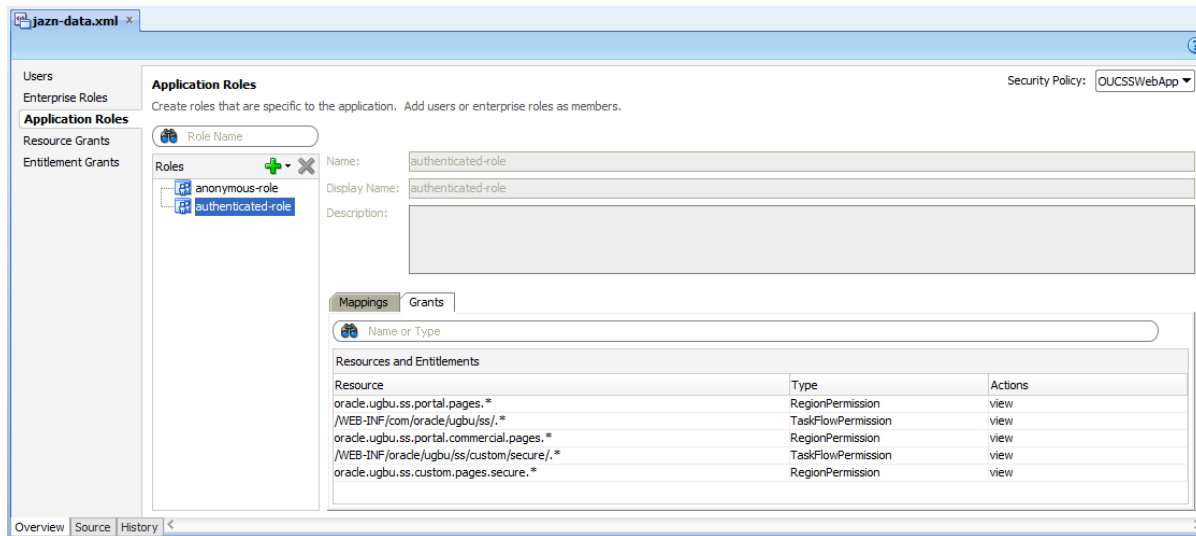 jazn-data.xml x
Users
Enterprise Roles
Application Roles
Resource Grants
Entitlement Grants
Application Roles
Security Policy: OUCSSWebApp
Create roles that are specific to the application. Add users or enterprise roles as members.
Role Name
Roles
anonymous-role
authenticated-role
Name: authenticated-role
Display Name: authenticated-role
Description:
Mappings Grants
Name or Type
Resources and Entitlements
Resource Type Actions
oracle.ugbu.ss.portal.pages.* RegionPermission view
/WEB-INF/com/oracle/ugbu/ss/.* TaskFlowPermission view
oracle.ugbu.ss.portal.commercial.pages.* RegionPermission view
/WEB-INF/oracle/ugbu/ss/custom/secure/.* TaskFlowPermission view
oracle.ugbu.ss.custom.pages.secure.* RegionPermission view
Overview Source History